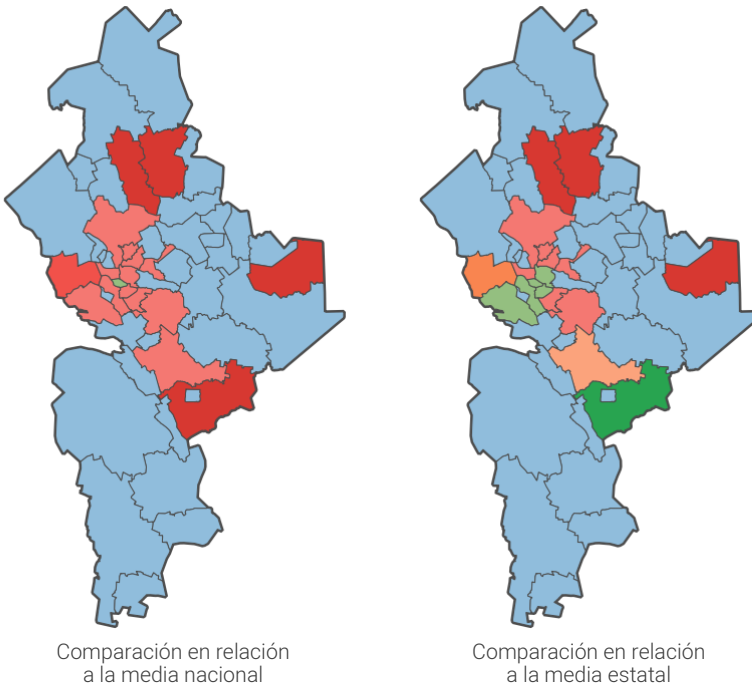 Comparación en relación
a la media nacional
Comparación en relación
a la media estatal